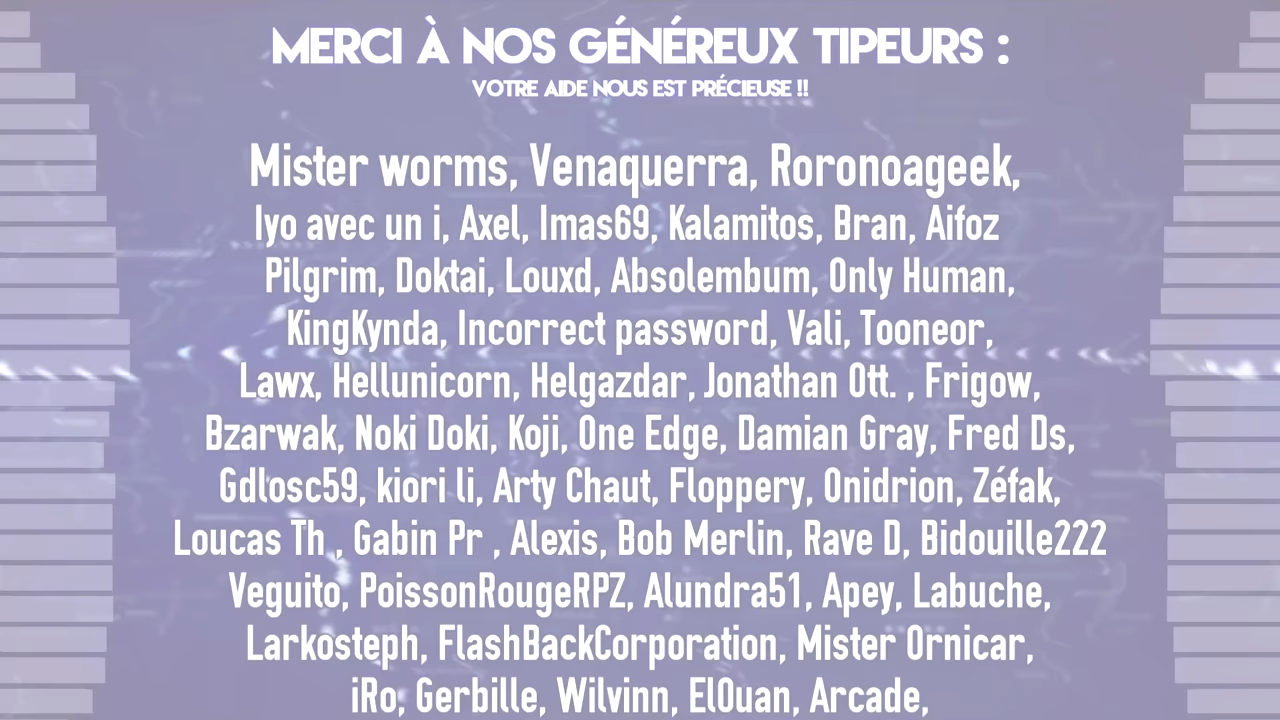 MERCI À NOS GÉNÉREUX TIPEURS :
VOTRE AIDE NOUS EST PRÉCIEUSE !!
Mister worms, Venaquerra, Roronoageek,
Iyo avec un i, Axel, Imas69, Kalamitos, Bran, Aifoz
Pilgrim, Doktai, Louxd, Absolembum, Only Human,
KingKynda, Incorrect password, Vali, Tooneor,
Lawx, Hellunicorn, Helgazdar, Jonathan Ott. , Frigow,
Bzarwak, Noki Doki, Koji, One Edge, Damian Gray, Fred Ds,
Gdlosc59, kiori li, Arty Chaut, Floppery, Onidrion, Zéfak,
Loucas Th , Gabin Pr , Alexis, Bob Merlin, Rave D, Bidouille222
Veguito, PoissonRougeRPZ, Alundra51, Apey, Labuche,
Larkosteph, FlashBackCorporation, Mister Ornicar,
iRo, Gerbille, Wilvinn, ElOuan, Arcade,